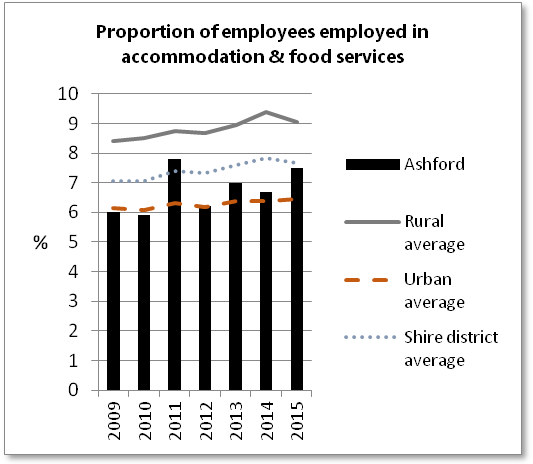 Proportion of employees employed in
accommodation & food services
10
9
8
7
6
5
4
3
2
1
0
%
2009
2010
2011
2012
2013
2014
2015
Ashford
Rural
average
Urban
average
Shire district
average